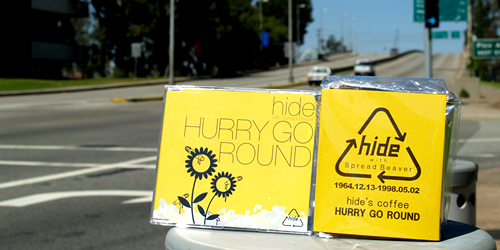 hide
HURRY GO
ROUND
hide
with
Spread Beaver
1964.12.13-1998.05.02
hide's coffee
HURRY GO ROUND